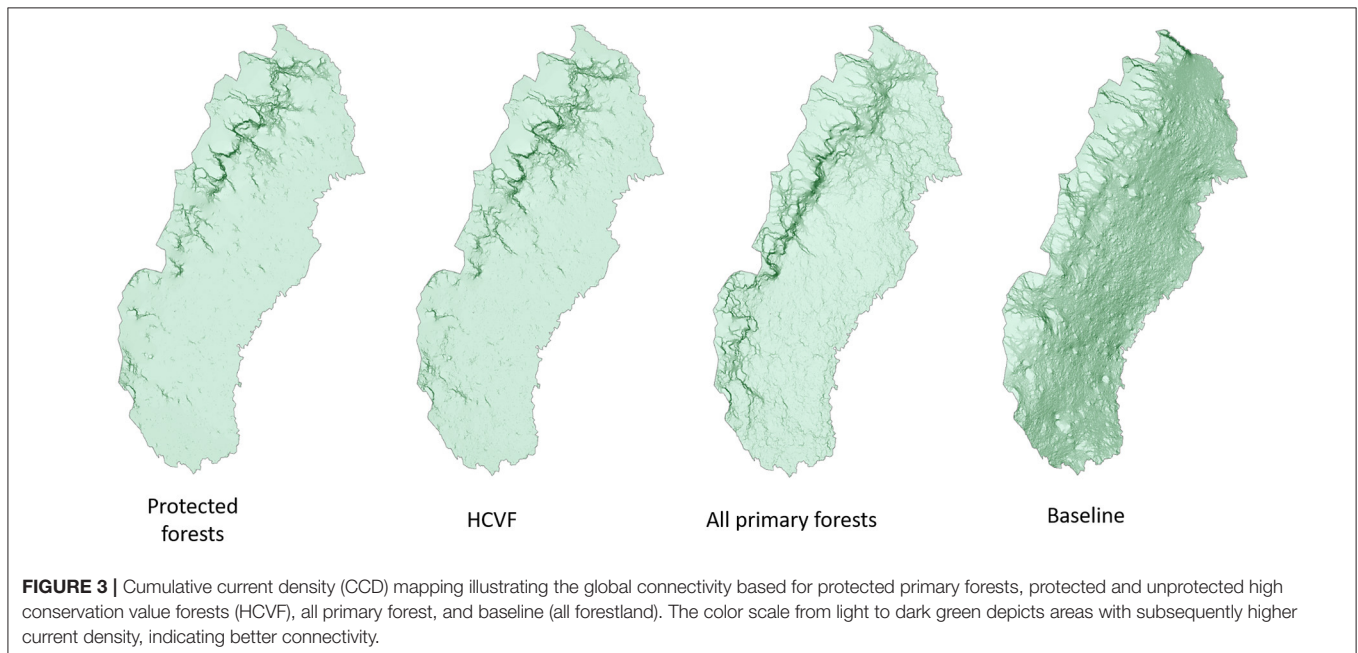 Protected
forests
HCVF
All primary forests
Baseline
FIGURE 3 | Cumulative current density (CCD) mapping illustrating the global connectivity based for protected primary forests, protected and unprotected high
conservation value forests (HCVF), all primary forest, and baseline (all forestland). The color scale from light to dark green depicts areas with subsequently higher
current density, indicating better connectivity.